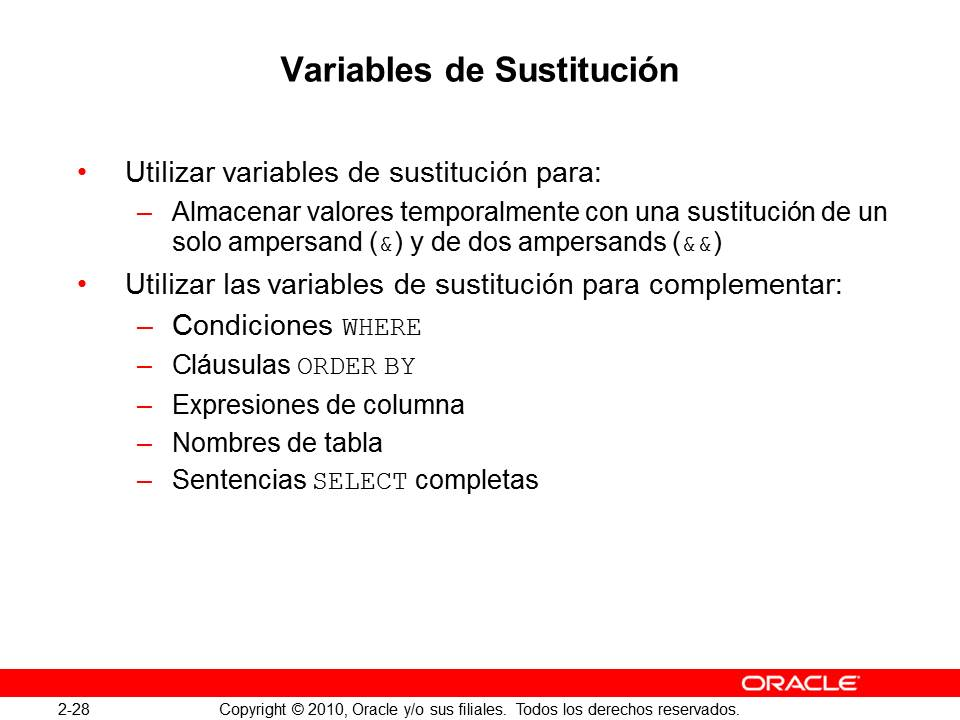 Variables de Sustitución
• Utilizar variables de sustitución para:
– Almacenar valores temporalmente con una sustitución de un
solo ampersand (&) y de dos ampersands (&&)
• Utilizar las variables de sustitución para complementar:
– Condiciones WHERE
– Cláusulas ORDER BY
– Expresiones de columna
– Nombres de tabla
– Sentencias SELECT completas
ORACLE
2-28 Copyright © 2010, Oracle y/o sus filiales. Todos los derechos reservados.